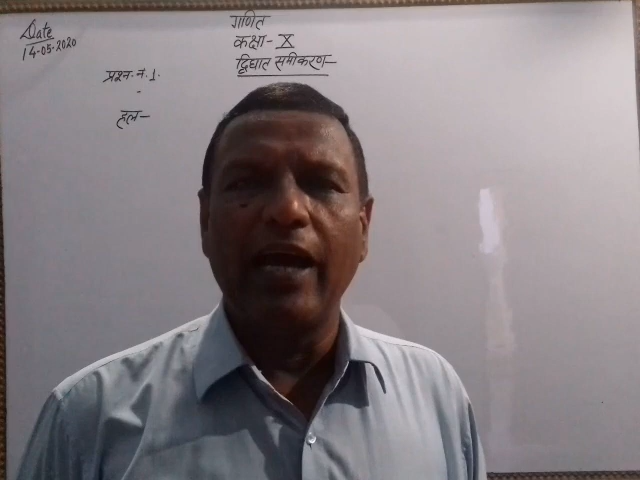 Date
14-05-2020
गणित
कक्षा- X
द्विघात समीकरण-
प्रश्न.नं.1.
हल-